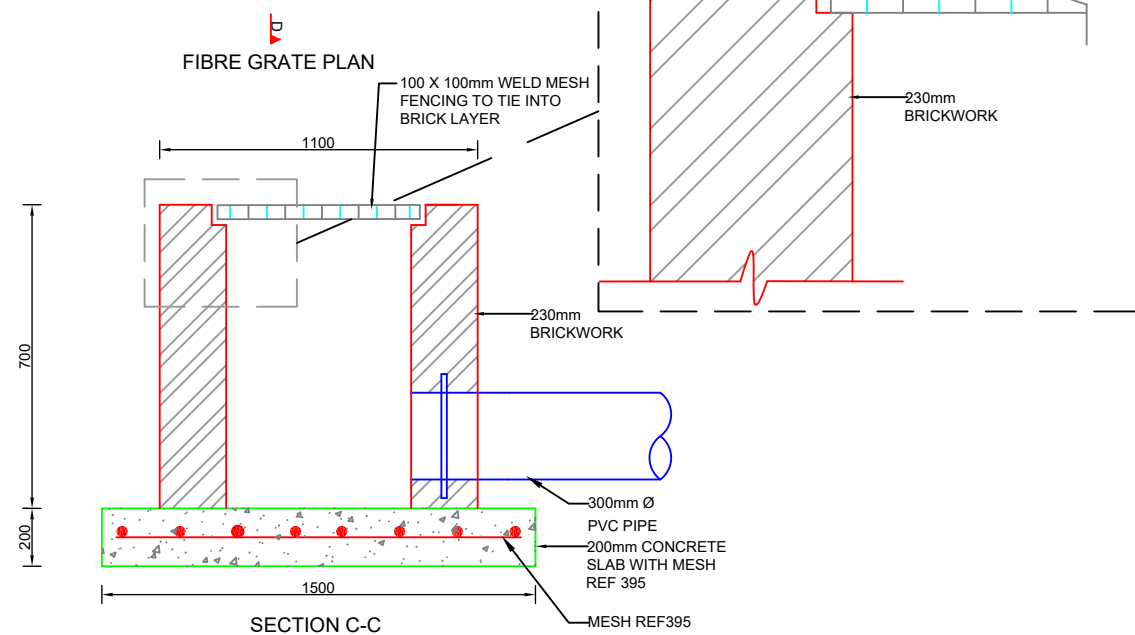 D
FIBRE GRATE PLAN
100 X 100mm WELD MESH
FENCING TO TIE INTO
BRICK LAYER
230mm
BRICKWORK
1100
230mm
BRICKWORK
700
300mm Ø
PVC PIPE
200
200mm CONCRETE
SLAB WITH MESH
REF 395
1500
MESH REF395
SECTION C-C